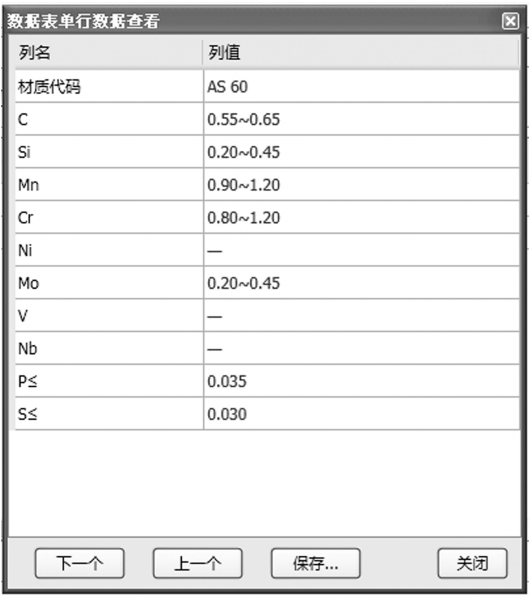 数据表单行数据查看
列名 列值
材质代码 AS 60
C 0.55~0.65
Si 0.20~0.45
Mn 0.90~1.20
Cr 0.80~1.20
Ni —
Mo 0.20~0.45
V —
Nb —
P≤ 0.035
S≤ 0.030
下一个 上一个 保存... 关闭